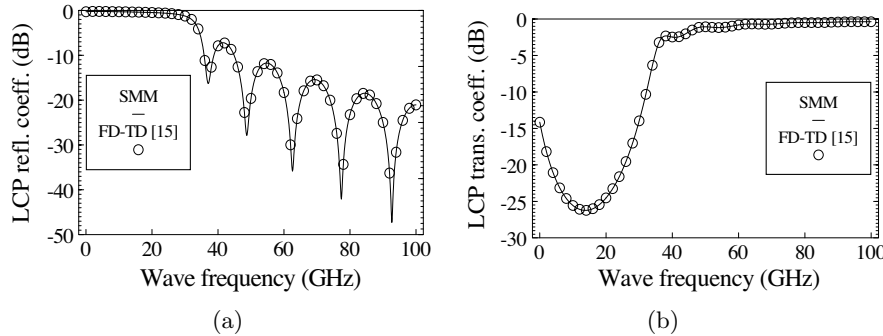 LCP refl. coeff. (dB)
0
-10
-20
-30
-40
-50
SMM
FD-TD [15]
0 20 40 60 80 100
Wave frequency (GHz)
(a)
LCP trans. coeff. (dB)
0
-5
-10
-15
-20
-25
-30
SMM
FD-TD [15]
0 20 40 60 80 100
Wave frequency (GHz)
(b)